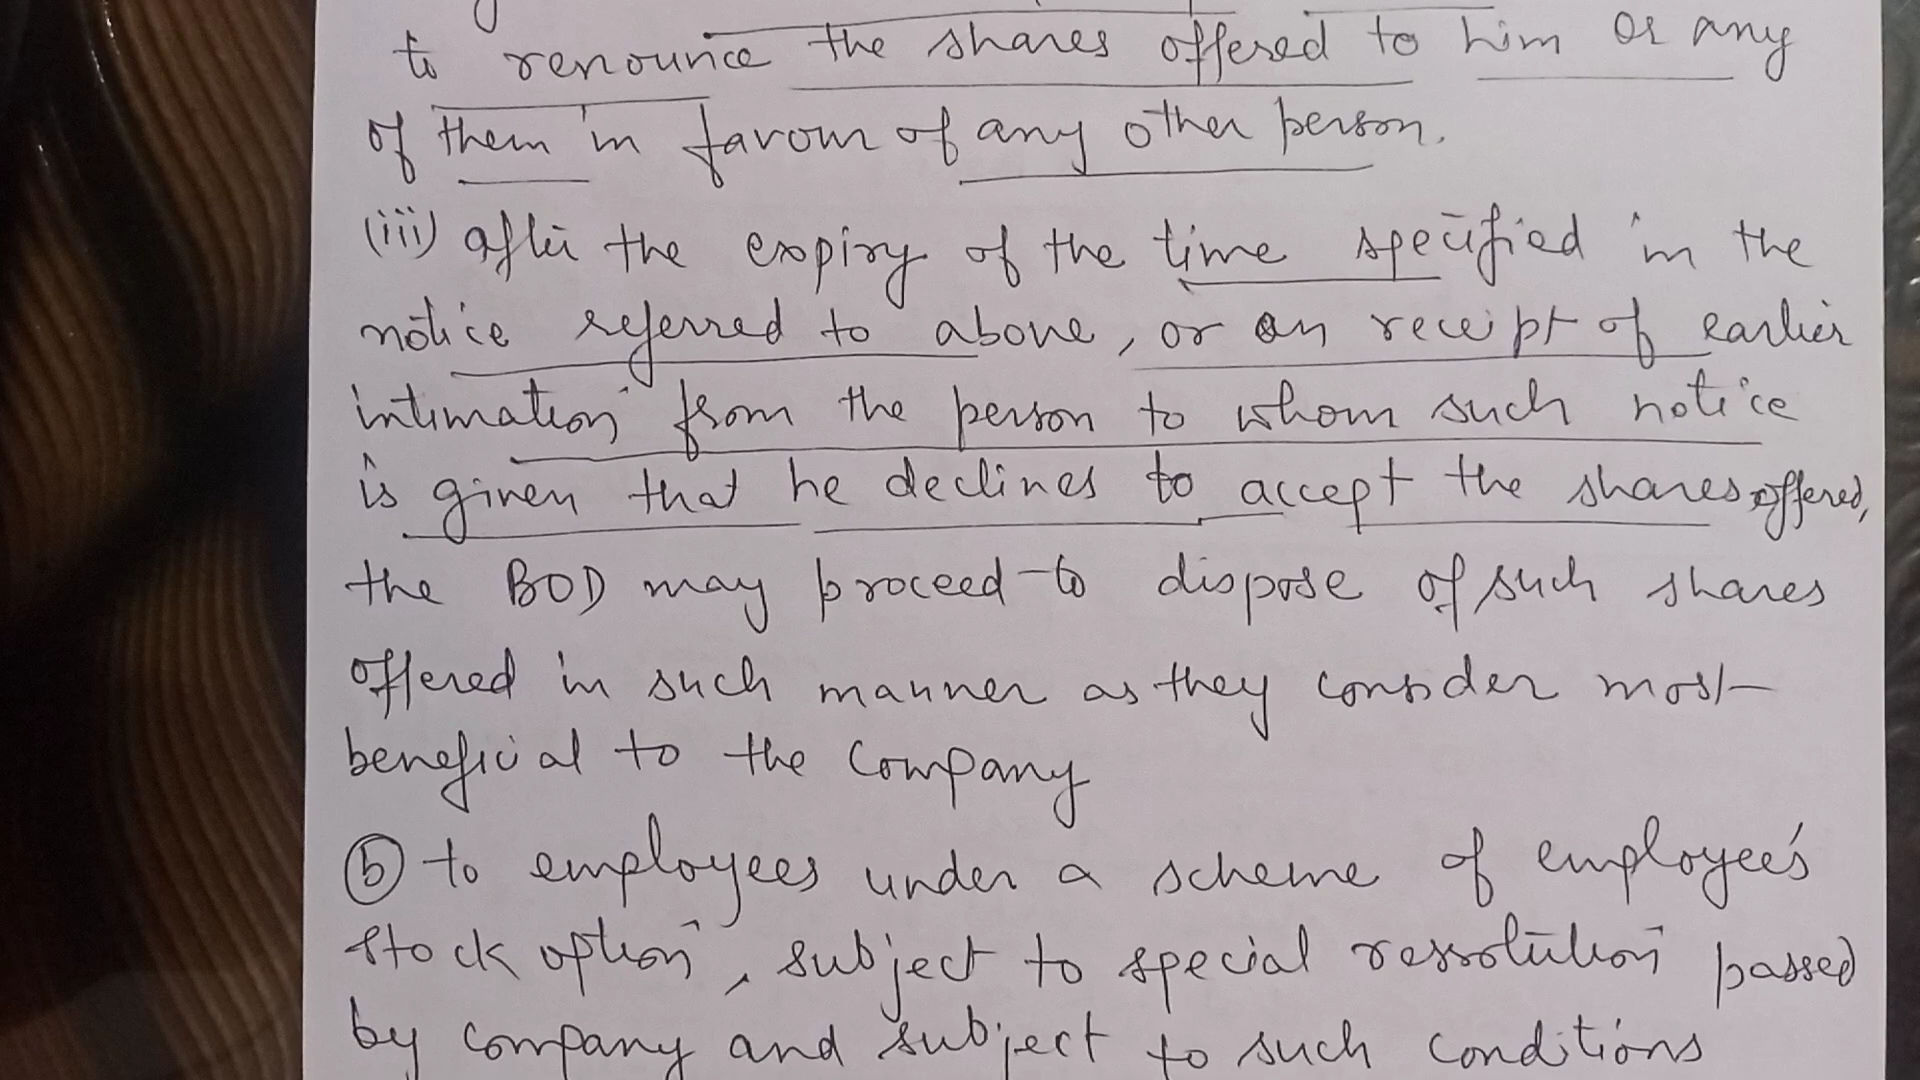 to renounce the shares offered to him or any
of them in favour of any other person.
(iii) after the expiry of the time specified in the
notice referred to above, or on receipt of earlier
intimation from the person to whom such notice
is given that he declines to accept the shares offered,
the BOD may proceed to dispose of such shares
offered in such manner as they consider most
beneficial to the company
(b) to employees under a scheme of employee's
stock option, subject to special resolution passed
by company and subject to such conditions